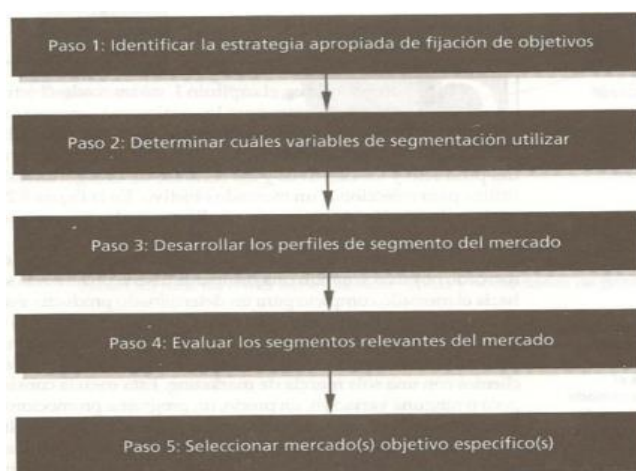 Paso 1: Identificar la estrategia apropiada de fijación de objetivos
Paso 2: Determinar cuáles variables de segmentación utilizar
Paso 3: Desarrollar los perfiles de segmento del mercado
Paso 4: Evaluar los segmentos relevantes del mercado
Paso 5: Seleccionar mercado(s) objetivo específico(s)